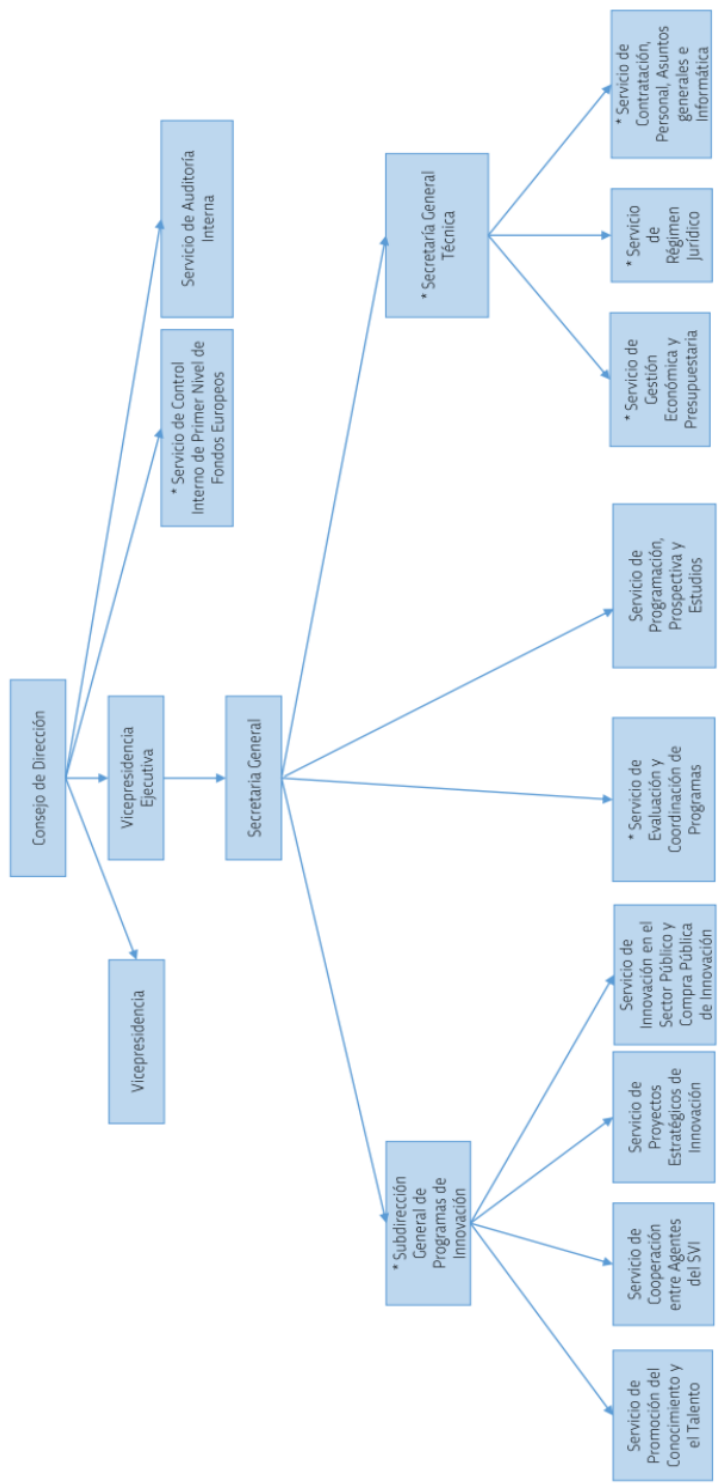 Consejo de Dirección
Vicepresidencia
Vicepresidencia
Ejecutiva
* Servicio de Control
Interno de Primer Nivel de
Fondos Europeos
Servicio de Auditoría
Interna
Secretaría General
* Subdirección
General de
Programas de
Innovación
* Secretaría General
Técnica
Servicio de
Promoción del
Conocimiento y
el Talento
Servicio de
Cooperación
entre Agentes
del SVI
Servicio de
Proyectos
Estratégicos de
Innovación
Servicio de
Innovación en el
Sector Público y
Compra Pública
de Innovación
* Servicio de
Evaluación y
Coordinación de
Programas
Servicio de
Programación,
Prospectiva y
Estudios
* Servicio de
Gestión
Económica y
Presupuestaria
* Servicio
de
Régimen
Jurídico
* Servicio de
Contratación,
Personal, Asuntos
generales e
Informática